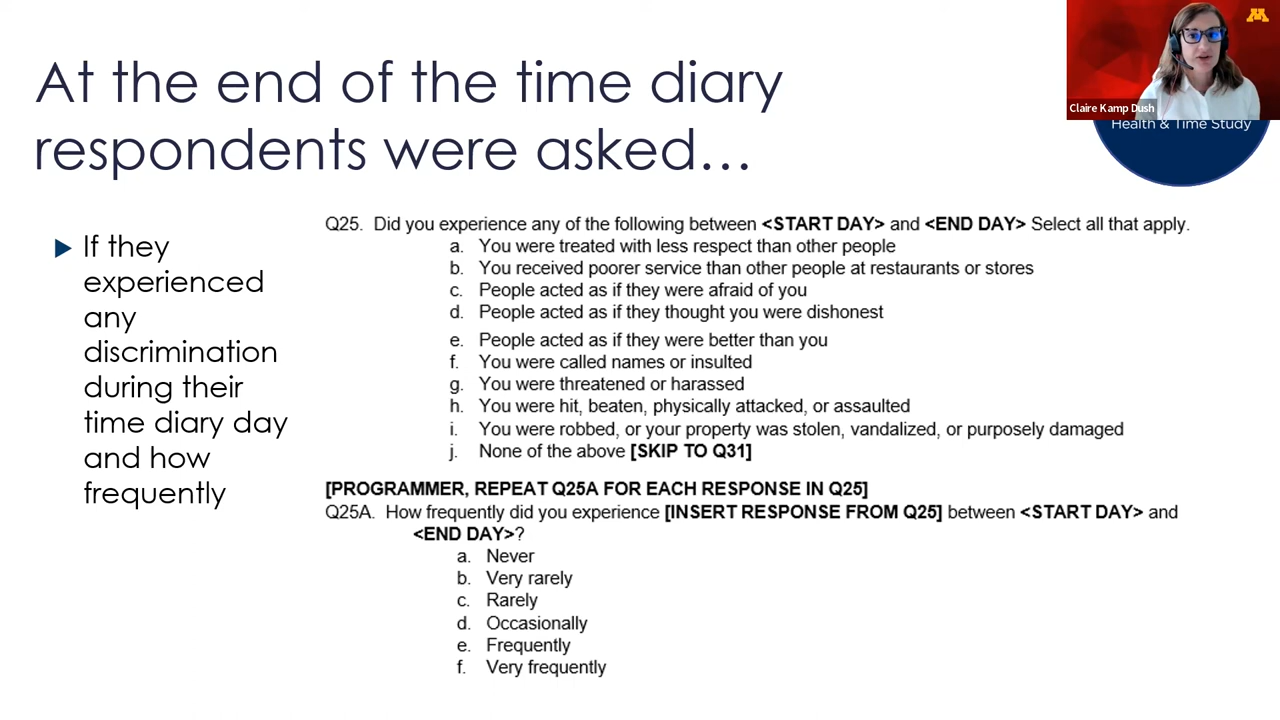 At the end of the time diary
respondents were asked…
Claire Kamp Dush
Health & Time Study
If they
experienced
any
discrimination
during their
time diary day
and how
frequently
Q25. Did you experience any of the following between <START DAY> and <END DAY> Select all that apply.
a. You were treated with less respect than other people
b. You received poorer service than other people at restaurants or stores
c. People acted as if they were afraid of you
d. People acted as if they thought you were dishonest
e. People acted as if they were better than you
f. You were called names or insulted
g. You were threatened or harassed
h. You were hit, beaten, physically attacked, or assaulted
i. You were robbed, or your property was stolen, vandalized, or purposely damaged
j. None of the above [SKIP TO Q31]
[PROGRAMMER, REPEAT Q25A FOR EACH RESPONSE IN Q25]
Q25A. How frequently did you experience [INSERT RESPONSE FROM Q25] between <START DAY> and
<END DAY>?
a. Never
b. Very rarely
c. Rarely
d. Occasionally
e. Frequently
f. Very frequently